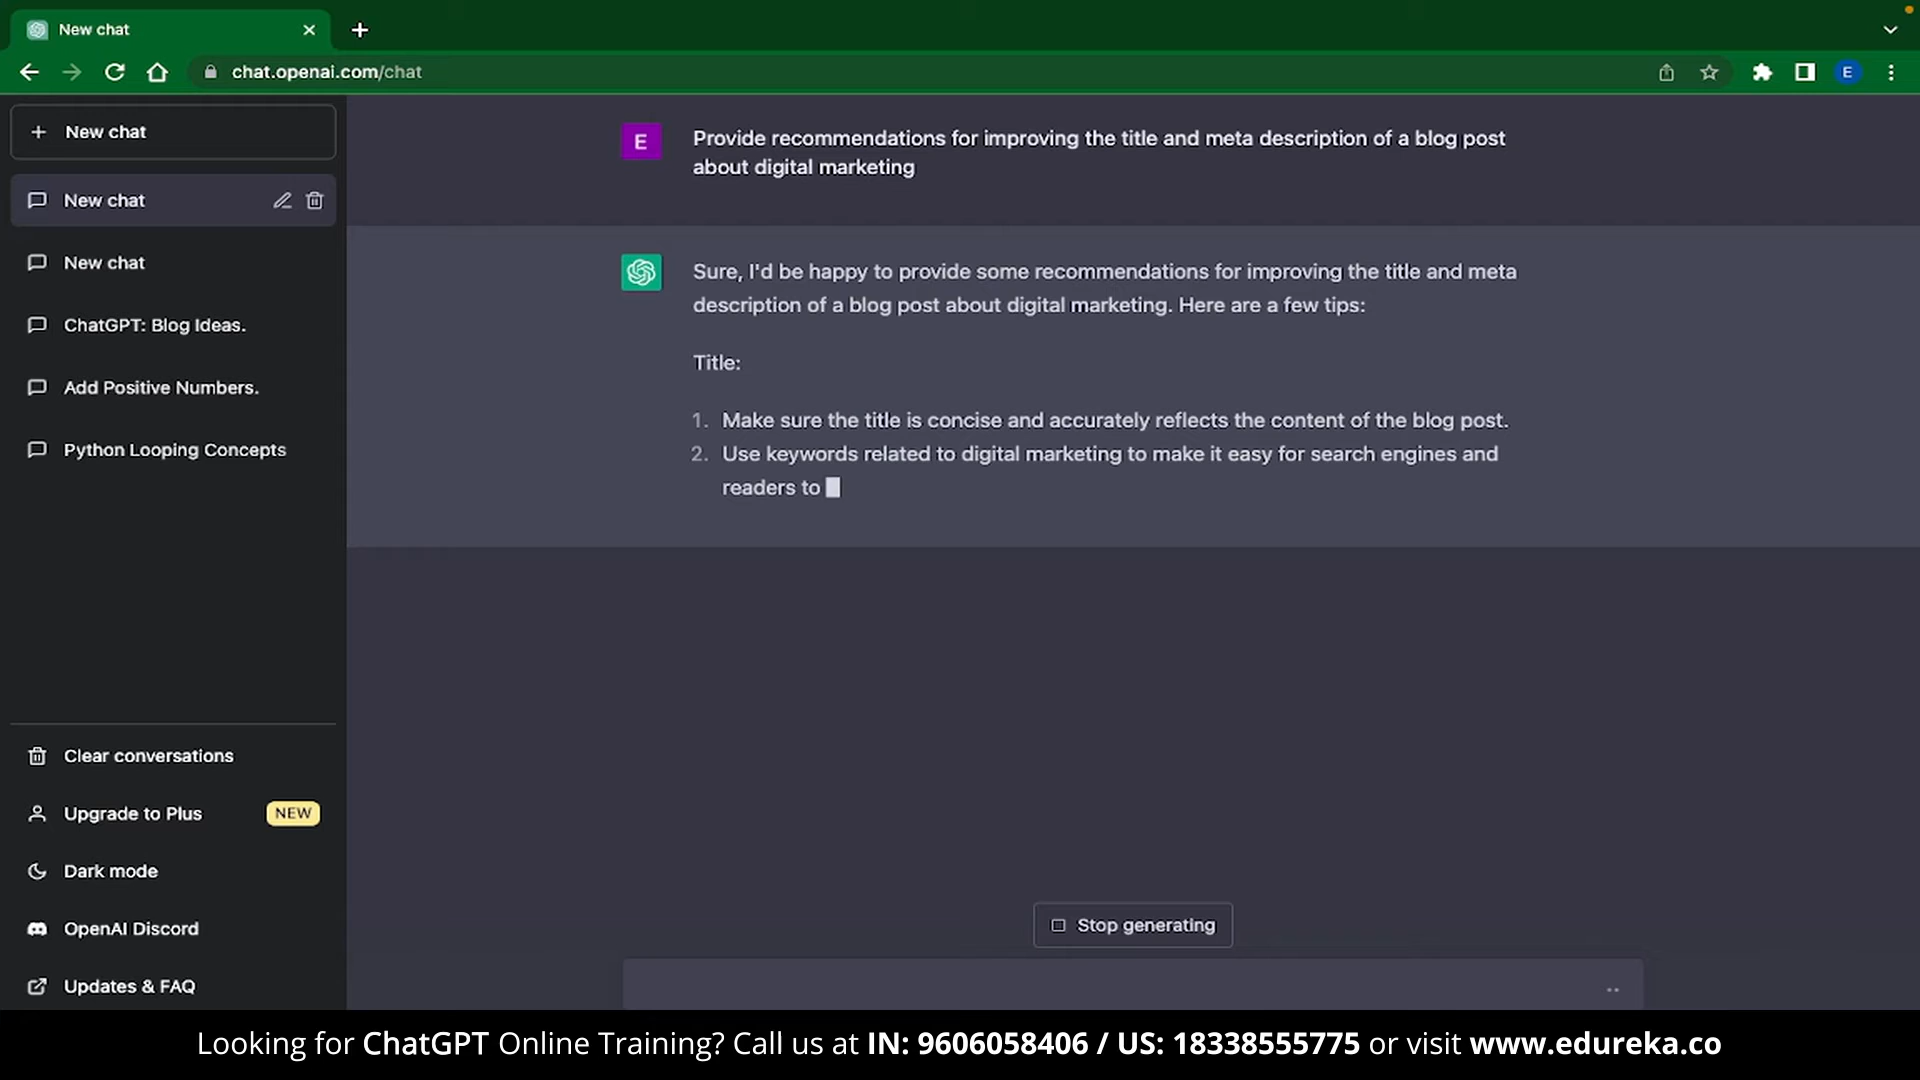 New chat
chat.openai.com/chat
E
New chat
New chat
New chat
ChatGPT: Blog Ideas.
Add Positive Numbers.
Python Looping Concepts
Clear conversations
Upgrade to Plus NEW
Dark mode
OpenAI Discord
Updates & FAQ
E
Provide recommendations for improving the title and meta description of a blog post
about digital marketing
Sure, I'd be happy to provide some recommendations for improving the title and meta
description of a blog post about digital marketing. Here are a few tips:
Title:
1. Make sure the title is concise and accurately reflects the content of the blog post.
2. Use keywords related to digital marketing to make it easy for search engines and
readers to
Stop generating
Looking for ChatGPT Online Training? Call us at IN: 9606058406 / US: 18338555775 or visit www.edureka.co